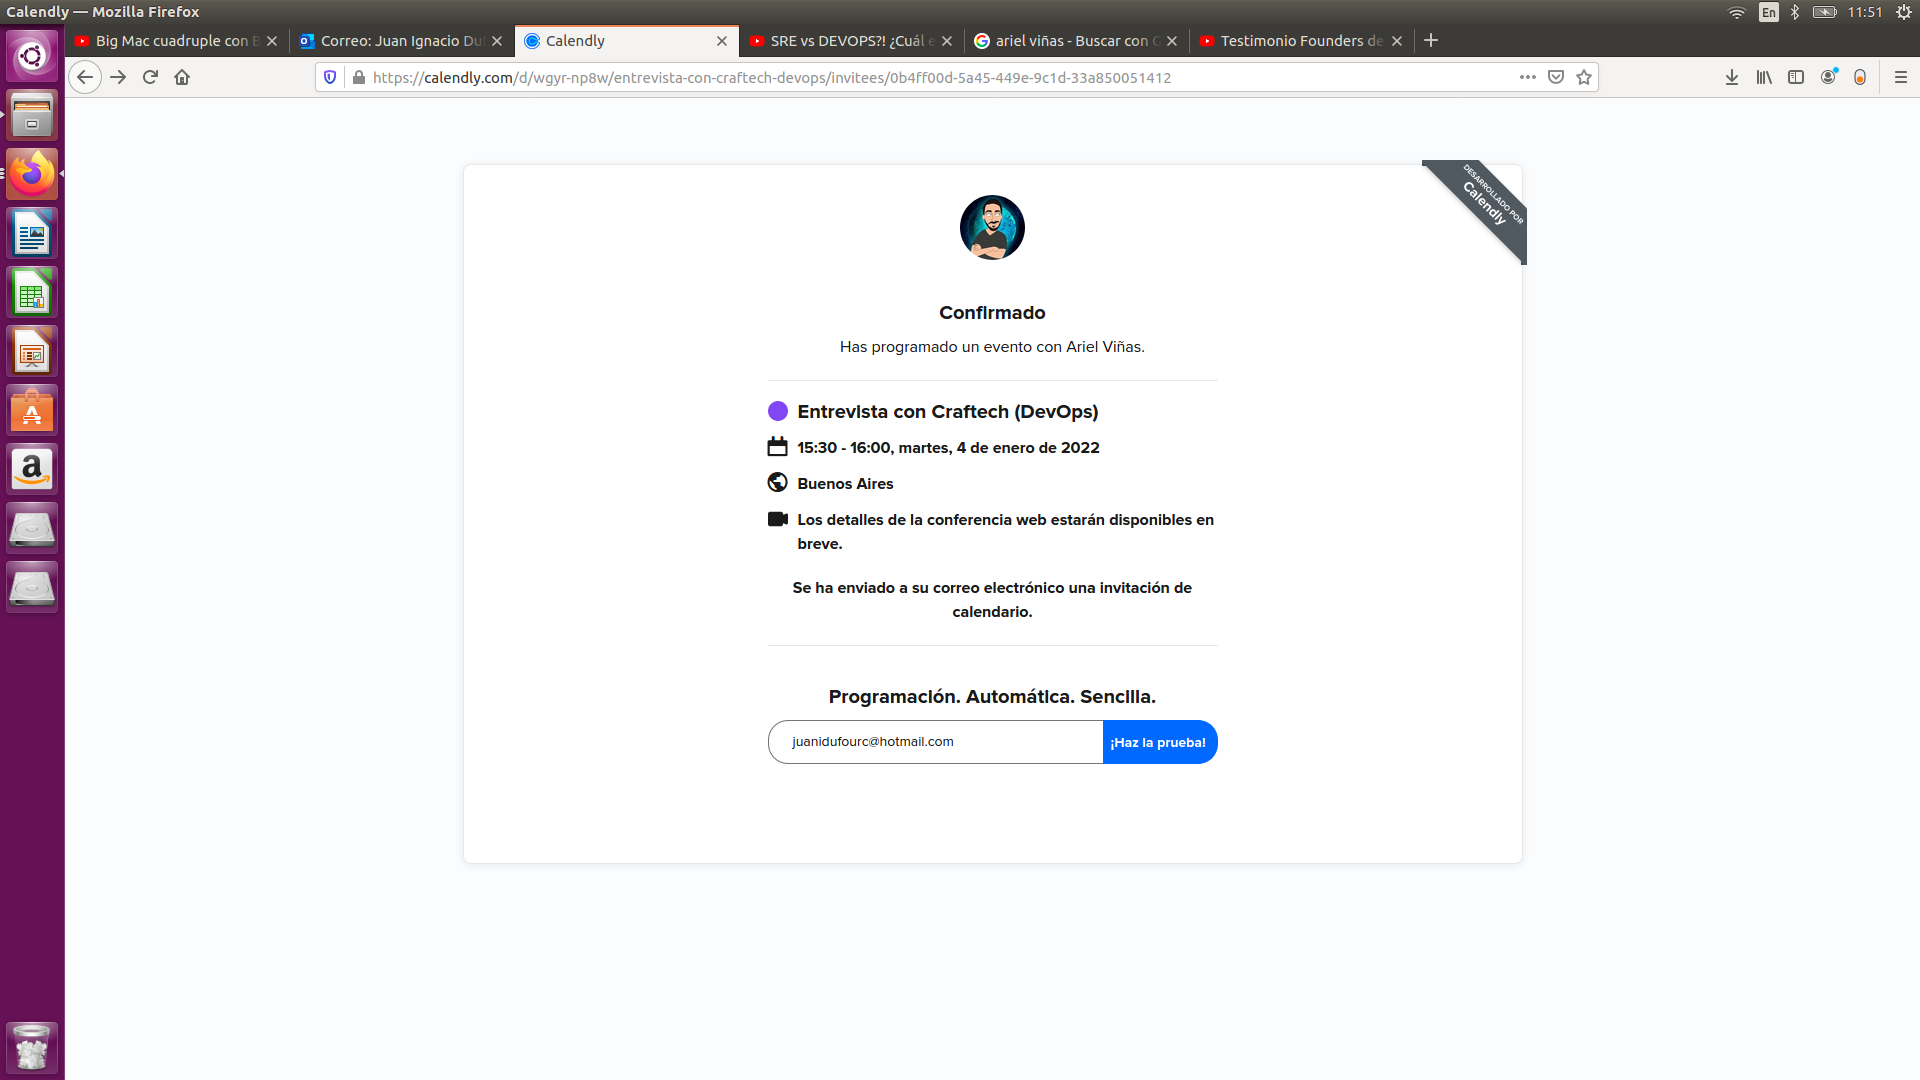 Calendly — Mozilla Firefox
En
11:51
Big Mac cuadruple con
Correo: Juan Ignacio Du
Calendly
SRE vs DEVOPS?! ¿Cuál
ariel viñas - Buscar con
Testimonio Founders de
https://calendly.com/d/wgyr-np8w/entrevista-con-craftech-devops/invitees/0b4ff00d-5a45-449e-9c1d-33a850051412
DESARROLLADO POR
Calendly
Confirmado
Has programado un evento con Ariel Viñas.
Entrevista con Craftech (DevOps)
15:30 - 16:00, martes, 4 de enero de 2022
Buenos Aires
Los detalles de la conferencia web estarán disponibles en
breve.
Se ha enviado a su correo electrónico una invitación de
calendario.
Programación. Automática. Sencilla.
juanidufourc@hotmail.com
¡Haz la prueba!